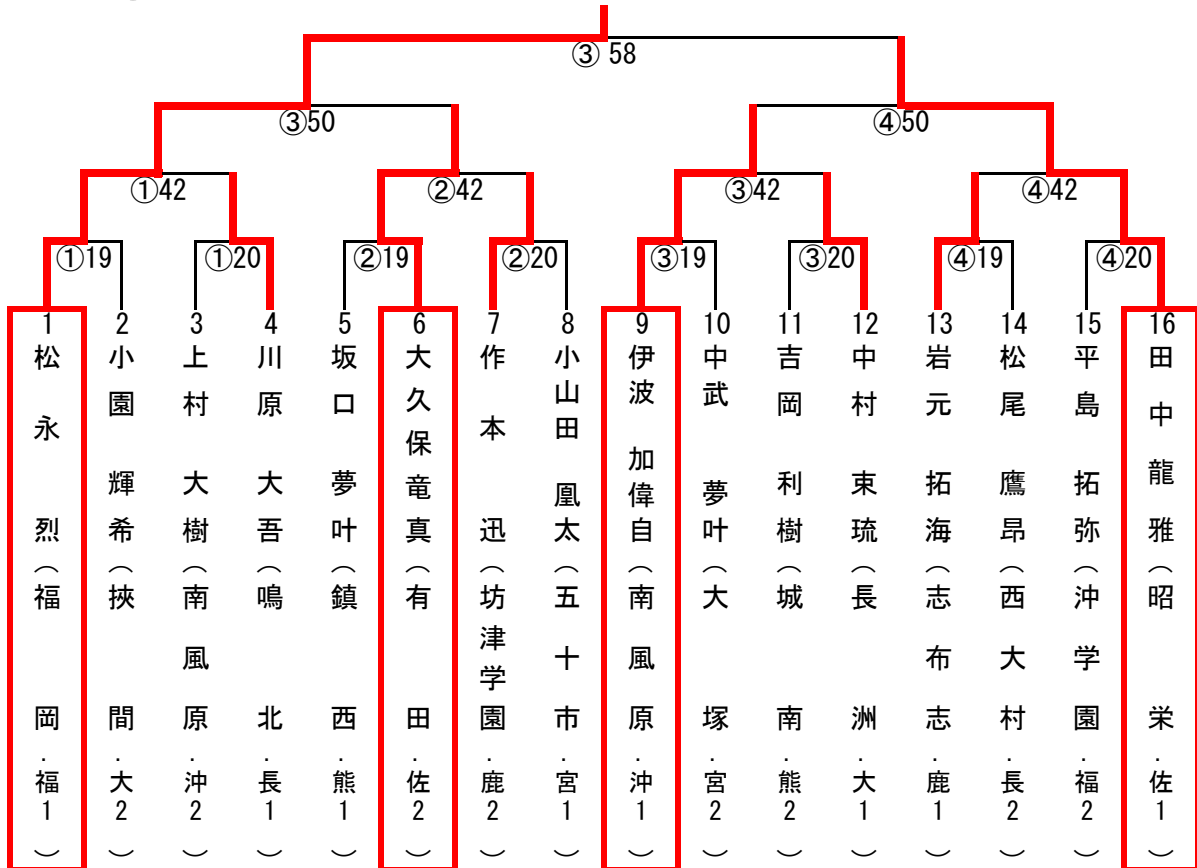 ③ 58
③50
④50
①42
②42
③42
④42
①19
①20
②19
②20
③19
③20
④19
④20
1 松永 烈（福岡．福1）
2 小園 輝希（挾間．大2）
3 上村 大樹（南風原．沖2）
4 川原 大吾（鳴北．長1）
5 坂口 夢叶（鎮西．熊1）
6 大久保竜真（有田．佐2）
7 作本 迅（坊津学園．鹿2）
8 小山田 凰太（五十市．宮1）
9 伊波 加偉自（南風原．沖1）
10 中武 夢叶（大塚．宮2）
11 吉岡 利樹（城南．熊2）
12 中村 束琉（長洲．大1）
13 岩元 拓海（志布志．鹿1）
14 松尾 鷹昂（西大村．長2）
15 平島 拓弥（沖学園．福2）
16 田中龍雅（昭栄．佐1）